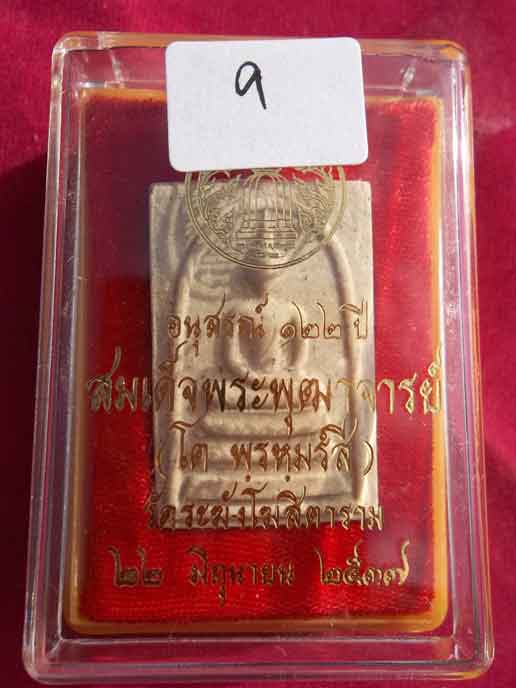 9
อนุสรณ์ ๑๒๒ ปี
สมเด็จพระพุฒาจารย์
(โต พฺรหฺมรํสี)
วัดระฆังโฆสิตาราม
๒๒ มิถุนายน ๒๕๓๗